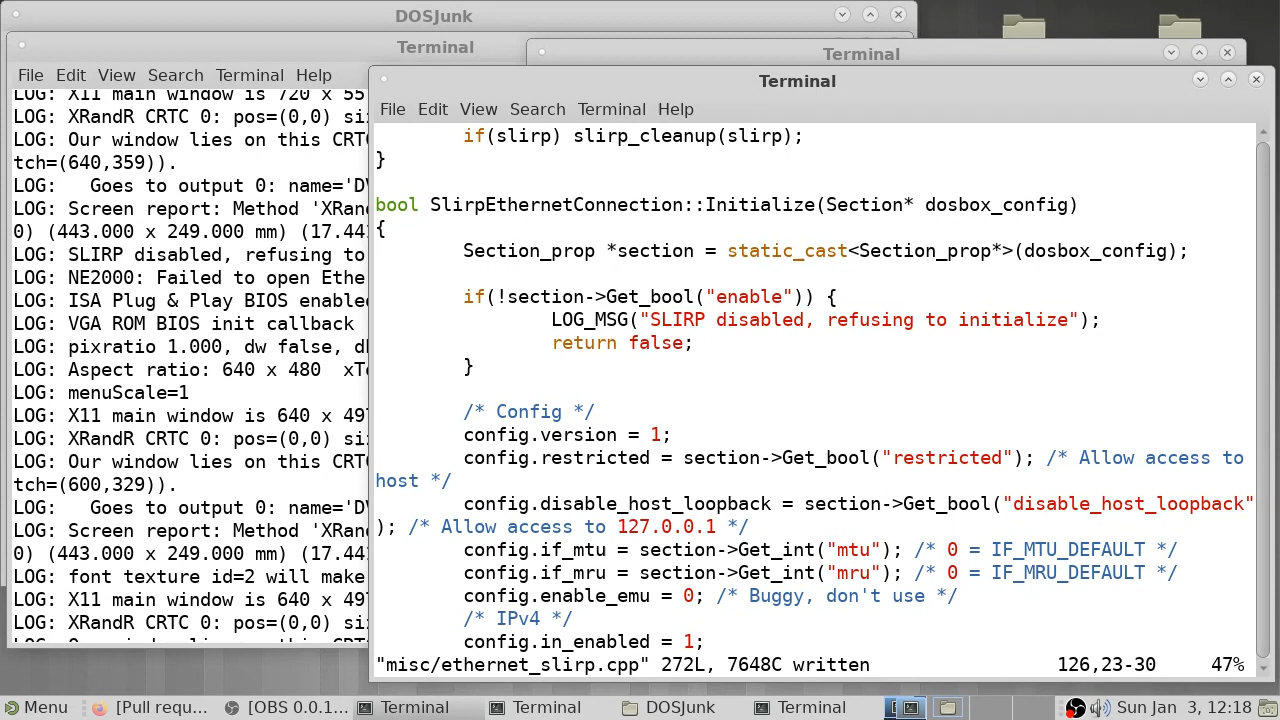 DOSJunk
Terminal
File Edit View Search Terminal Help
LOG: X11 main window is 720 x 55
LOG: XRandR CRTC 0: pos=(0,0) si
LOG: Our window lies on this CRT
tch=(640,359)).
LOG:   Goes to output 0: name='D
LOG: Screen report: Method 'XRan
0) (443.000 x 249.000 mm) (17.44
LOG: SLIRP disabled, refusing to
LOG: NE2000: Failed to open Ethe
LOG: ISA Plug & Play BIOS enable
LOG: VGA ROM BIOS init callback
LOG: pixratio 1.000, dw false, d
LOG: Aspect ratio: 640 x 480  xT
LOG: menuScale=1
LOG: X11 main window is 640 x 49
LOG: XRandR CRTC 0: pos=(0,0) si
LOG: Our window lies on this CRT
tch=(600,329)).
LOG:   Goes to output 0: name='D
LOG: Screen report: Method 'XRan
0) (443.000 x 249.000 mm) (17.44
LOG: font texture id=2 will make
LOG: X11 main window is 640 x 49
LOG: XRandR CRTC 0: pos=(0,0) si
Terminal
Terminal
File Edit View Search Terminal Help
        if(slirp) slirp_cleanup(slirp);
}
bool SlirpEthernetConnection::Initialize(Section* dosbox_config)
{
        Section_prop *section = static_cast<Section_prop*>(dosbox_config);
        if(!section->Get_bool("enable")) {
                LOG_MSG("SLIRP disabled, refusing to initialize");
                return false;
        }
        /* Config */
        config.version = 1;
        config.restricted = section->Get_bool("restricted"); /* Allow access to
host */
        config.disable_host_loopback = section->Get_bool("disable_host_loopback"
); /* Allow access to 127.0.0.1 */
        config.if_mtu = section->Get_int("mtu"); /* 0 = IF_MTU_DEFAULT */
        config.if_mru = section->Get_int("mru"); /* 0 = IF_MRU_DEFAULT */
        config.enable_emu = 0; /* Buggy, don't use */
        /* IPv4 */
        config.in_enabled = 1;
"misc/ethernet_slirp.cpp" 272L, 7648C written 126,23-30 47%
Menu [Pull requ... [OBS 0.0.1... Terminal Terminal DOSJunk Terminal Sun Jan 3, 12:18